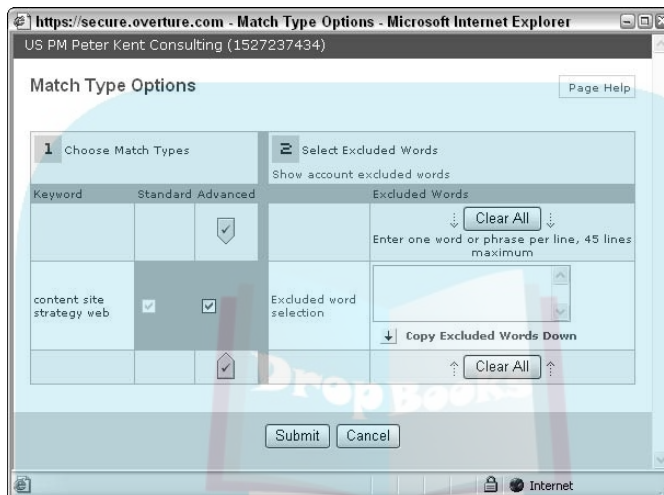 https://secure.overture.com - Match Type Options - Microsoft Internet Explorer
US PM Peter Kent Consulting (1527237434)
Match Type Options
Page Help
1 Choose Match Types
2 Select Excluded Words
Show account excluded words
Keyword Standard Advanced Excluded Words
Clear All
Enter one word or phrase per line, 45 lines
maximum
content site
strategy web
Excluded word
selection
Copy Excluded Words Down
Clear All
Drop Books
Submit Cancel
Internet